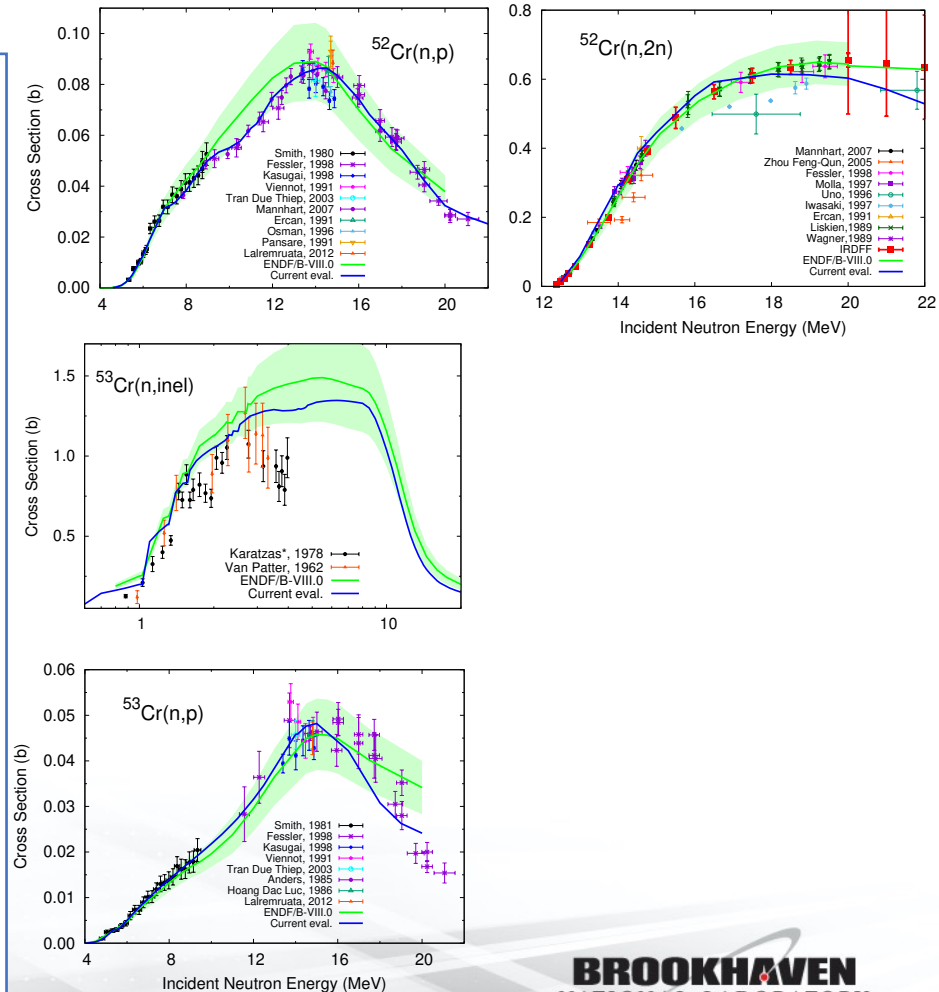 52Cr(n,p)
Cross Section (b)
0.10
0.08
0.06
0.04
0.02
0.00
4 8 12 16 20
Smith, 1980
Fessler, 1998
Kasugai, 1998
Viennot, 1991
Tran Due Thiep, 2003
Mannhart, 2007
Ercan, 1991
Osman, 1996
Pansare, 1991
Lalremruata, 2012
ENDF/B-VIII.0
Current eval.
52Cr(n,2n)
0.8
0.6
0.4
0.2
0
12 14 16 18 20 22
Incident Neutron Energy (MeV)
Mannhart, 2007
Zhou Feng-Qun, 2005
Fessler, 1998
Molla, 1997
Uno, 1996
Iwasaki, 1997
Ercan, 1991
Liskien,1989
Wagner,1989
IRDFF
ENDF/B-VIII.0
Current eval.
53Cr(n,inel)
Cross Section (b)
1.5
1.0
0.5
1 10
Karatzas*, 1978
Van Patter, 1962
ENDF/B-VIII.0
Current eval.
53Cr(n,p)
Cross Section (b)
0.06
0.05
0.04
0.03
0.02
0.01
0.00
4 8 12 16 20
Incident Neutron Energy (MeV)
Smith, 1981
Fessler, 1998
Kasugai, 1998
Viennot, 1991
Tran Due Thiep, 2003
Anders, 1985
Hoang Dac Luc, 1986
Lalremruata, 2012
ENDF/B-VIII.0
Current eval.
BROOKHAVEN